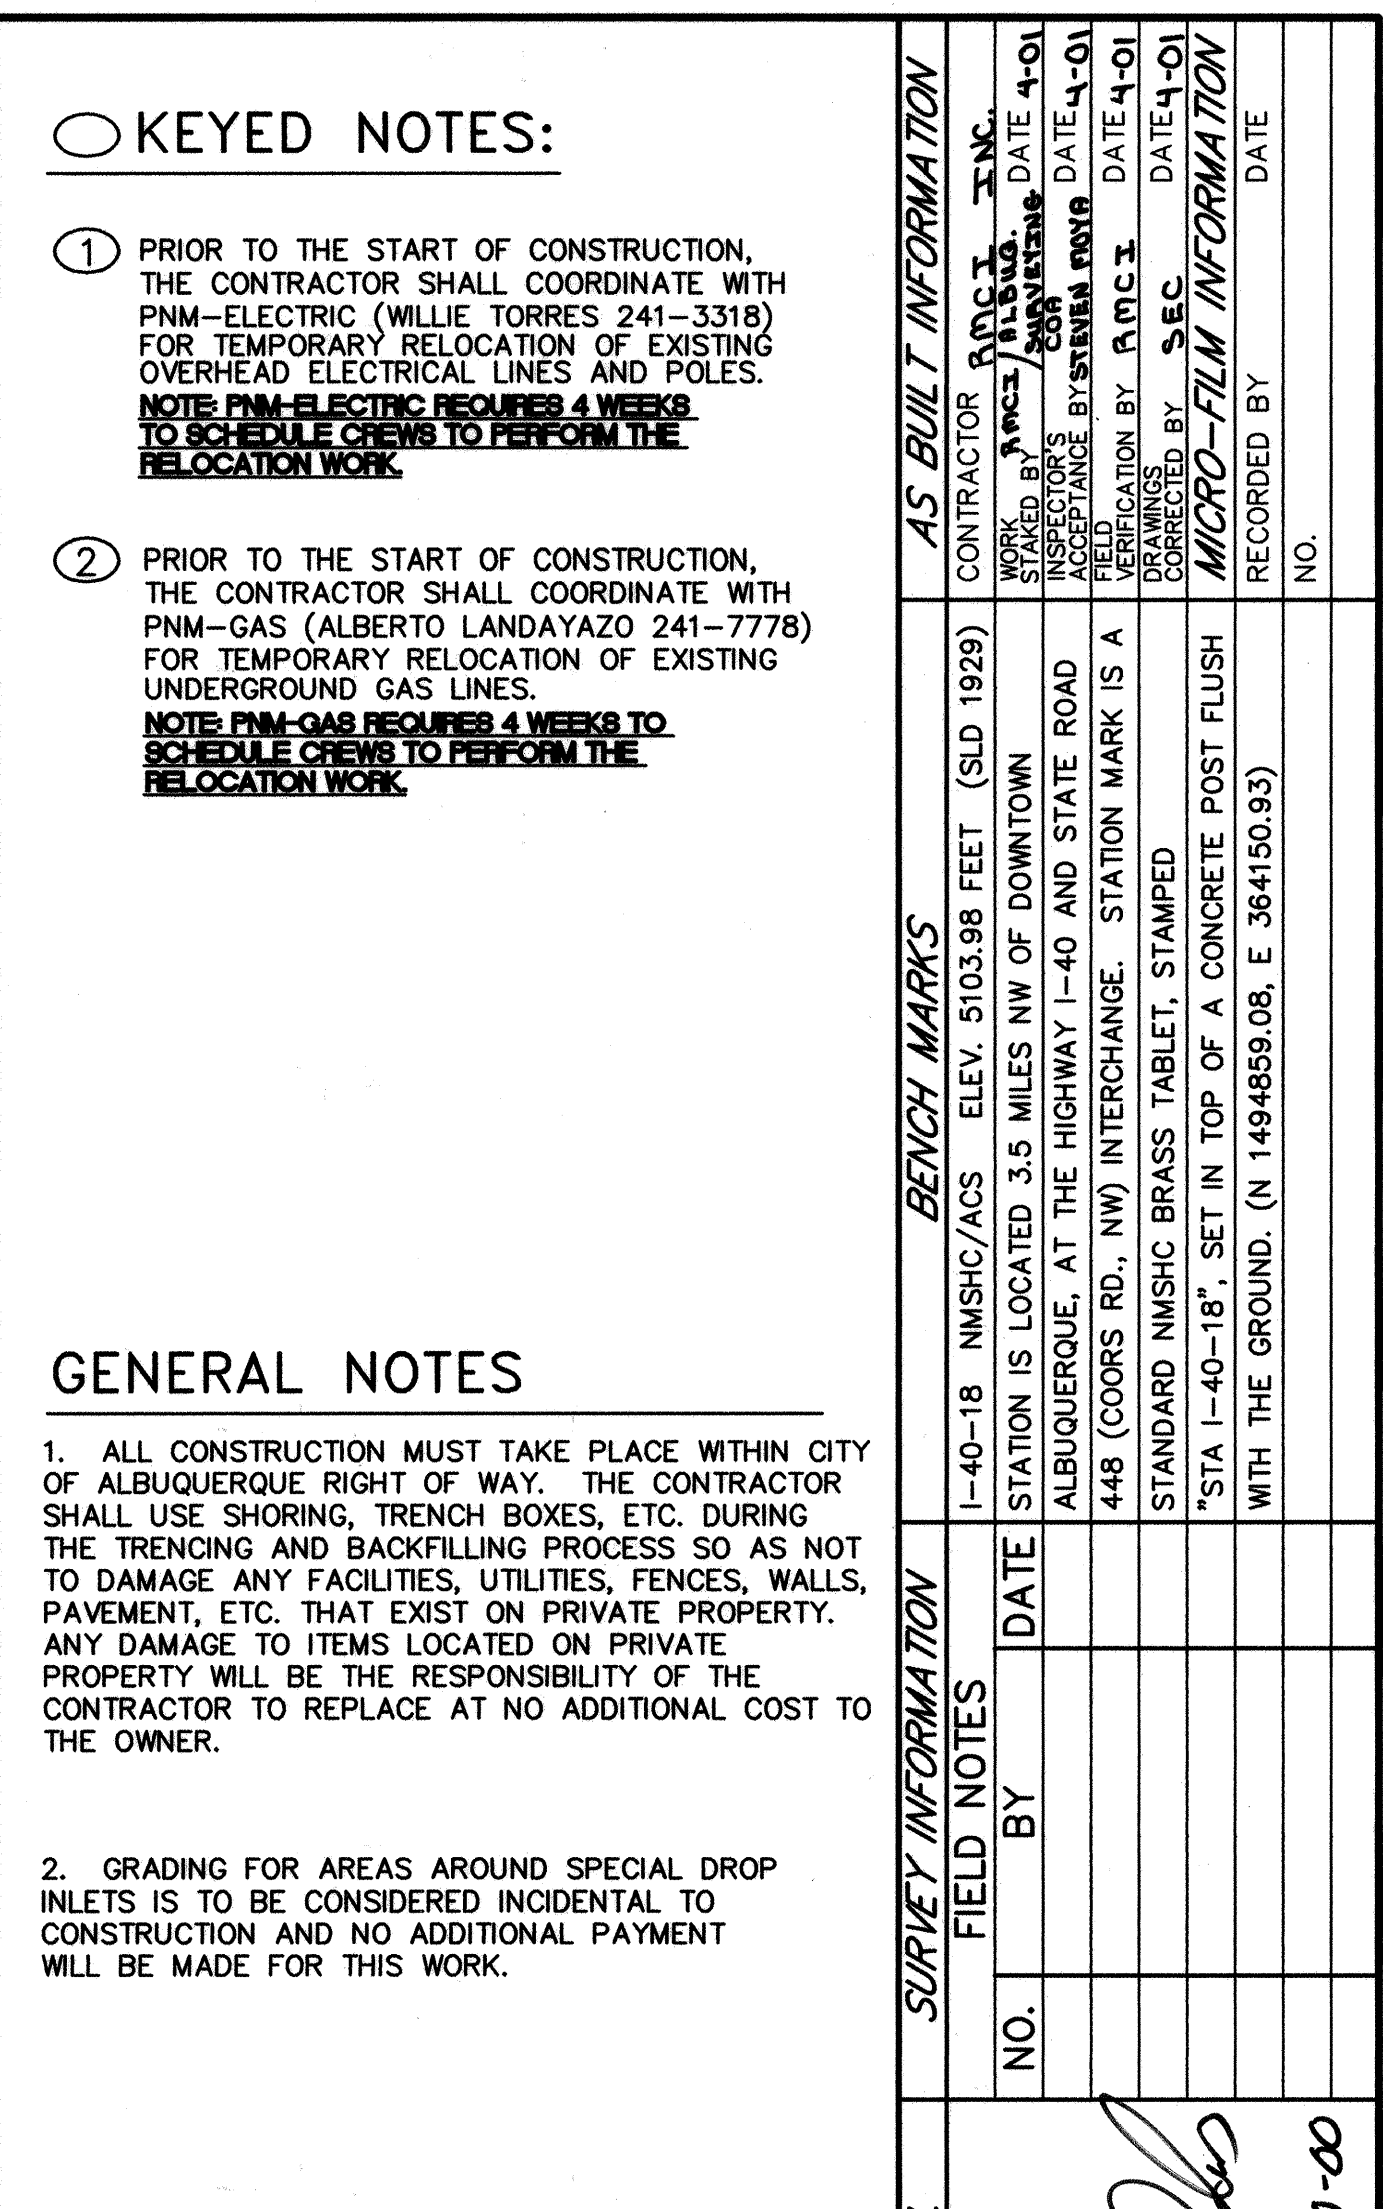 KEYED NOTES:
1 PRIOR TO THE START OF CONSTRUCTION,
THE CONTRACTOR SHALL COORDINATE WITH
PNM-ELECTRIC (WILLIE TORRES 241-3318)
FOR TEMPORARY RELOCATION OF EXISTING
OVERHEAD ELECTRICAL LINES AND POLES.
NOTE: PNM-ELECTRIC REQUIRES 4 WEEKS
TO SCHEDULE CREWS TO PERFORM THE
RELOCATION WORK.
2 PRIOR TO THE START OF CONSTRUCTION,
THE CONTRACTOR SHALL COORDINATE WITH
PNM-GAS (ALBERTO LANDAYAZO 241-7778)
FOR TEMPORARY RELOCATION OF EXISTING
UNDERGROUND GAS LINES.
NOTE: PNM-GAS REQUIRES 4 WEEKS TO
SCHEDULE CREWS TO PERFORM THE
RELOCATION WORK.
GENERAL NOTES
1. ALL CONSTRUCTION MUST TAKE PLACE WITHIN CITY
OF ALBUQUERQUE RIGHT OF WAY. THE CONTRACTOR
SHALL USE SHORING, TRENCH BOXES, ETC. DURING
THE TRENCING AND BACKFILLING PROCESS SO AS NOT
TO DAMAGE ANY FACILITIES, UTILITIES, FENCES, WALLS,
PAVEMENT, ETC. THAT EXIST ON PRIVATE PROPERTY.
ANY DAMAGE TO ITEMS LOCATED ON PRIVATE
PROPERTY WILL BE THE RESPONSIBILITY OF THE
CONTRACTOR TO REPLACE AT NO ADDITIONAL COST TO
THE OWNER.
2. GRADING FOR AREAS AROUND SPECIAL DROP
INLETS IS TO BE CONSIDERED INCIDENTAL TO
CONSTRUCTION AND NO ADDITIONAL PAYMENT
WILL BE MADE FOR THIS WORK.
SURVEY INFORMATION
FIELD NOTES
NO. BY DATE
BENCH MARKS
I-40-18 NMSHC/ACS ELEV. 5103.98 FEET (SLD 1929)
STATION IS LOCATED 3.5 MILES NW OF DOWNTOWN
ALBUQUERQUE, AT THE HIGHWAY I-40 AND STATE ROAD
448 (COORS RD., NW) INTERCHANGE. STATION MARK IS A
STANDARD NMSHC BRASS TABLET, STAMPED
"STA I-40-18", SET IN TOP OF A CONCRETE POST FLUSH
WITH THE GROUND. (N 1494859.08, E 364150.93)
AS BUILT INFORMATION
CONTRACTOR RMCI INC.
WORK
STAKED BY RMCI/ALBUQ. SURVEYING DATE 4-01
INSPECTOR'S COA
ACCEPTANCE BY STEVEN MOYA DATE 4-01
FIELD
VERIFICATION BY RMCI DATE 4-01
DRAWINGS
CORRECTED BY SEC DATE 4-01
MICRO-FILM INFORMATION
RECORDED BY DATE
NO.